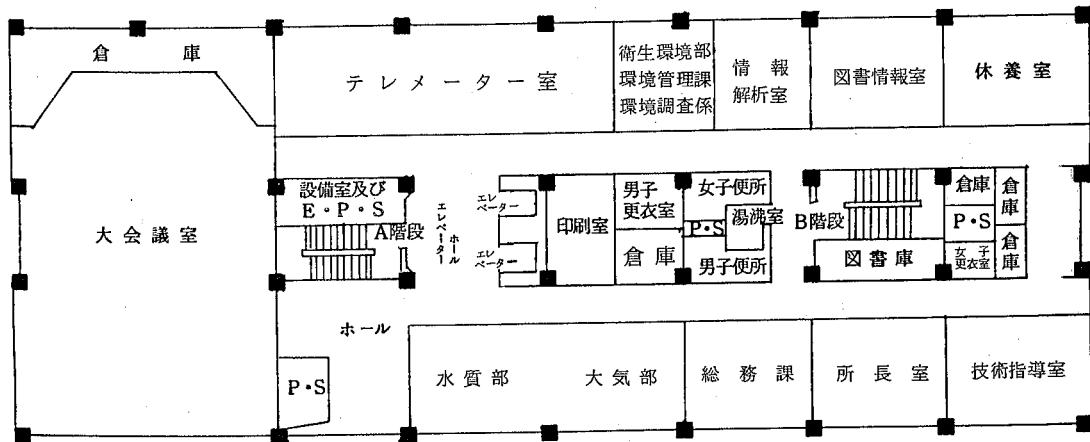 倉庫
テレメーター室
衛生環境部
環境管理課
環境調査係
情報
解析室
図書情報室
休養室
大会議室
設備室及び
E・P・S
A階段
エレベーター
ホール
エレ
ベーター
エレ
ベーター
印刷室
男子
更衣室
倉庫
女子便所
P・S
湯沸室
男子便所
B階段
図書庫
倉庫
P・S
女子
更衣室
倉庫
倉庫
ホール
P・S
水質部
大気部
総務課
所長室
技術指導室